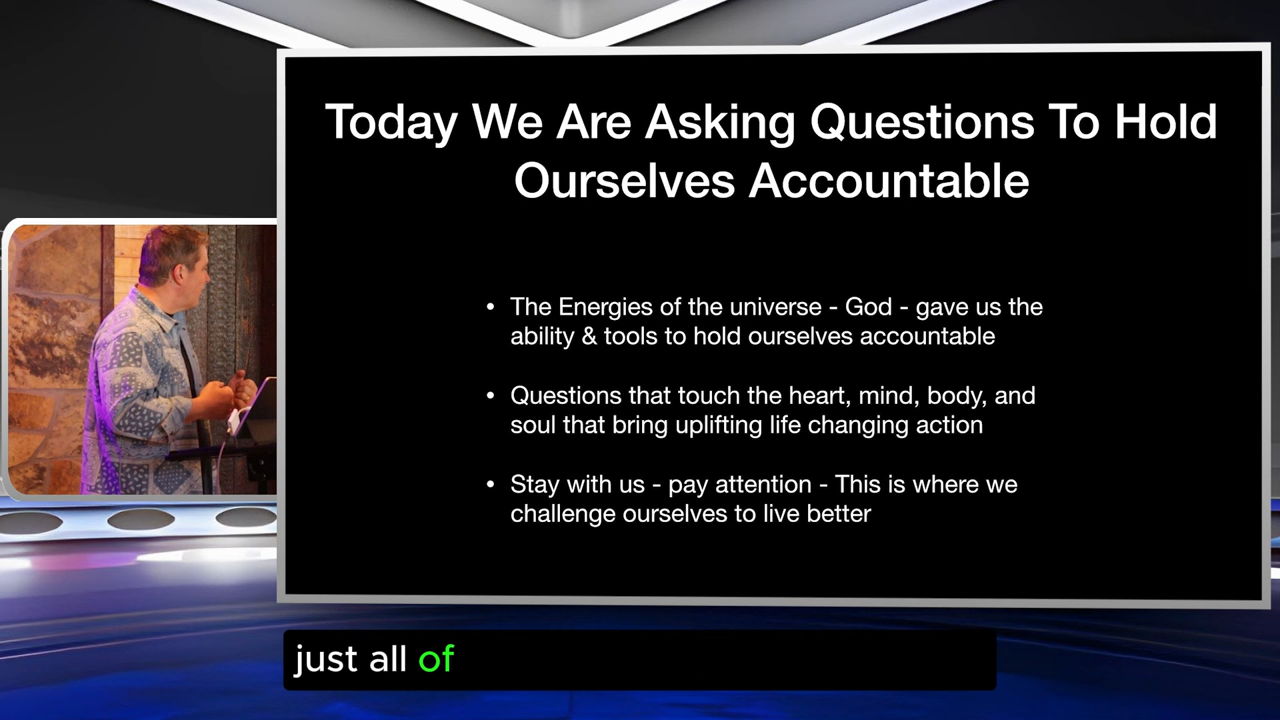 Today We Are Asking Questions To Hold
Ourselves Accountable
• The Energies of the universe - God - gave us the
ability & tools to hold ourselves accountable
• Questions that touch the heart, mind, body, and
soul that bring uplifting life changing action
• Stay with us - pay attention - This is where we
challenge ourselves to live better
just all of